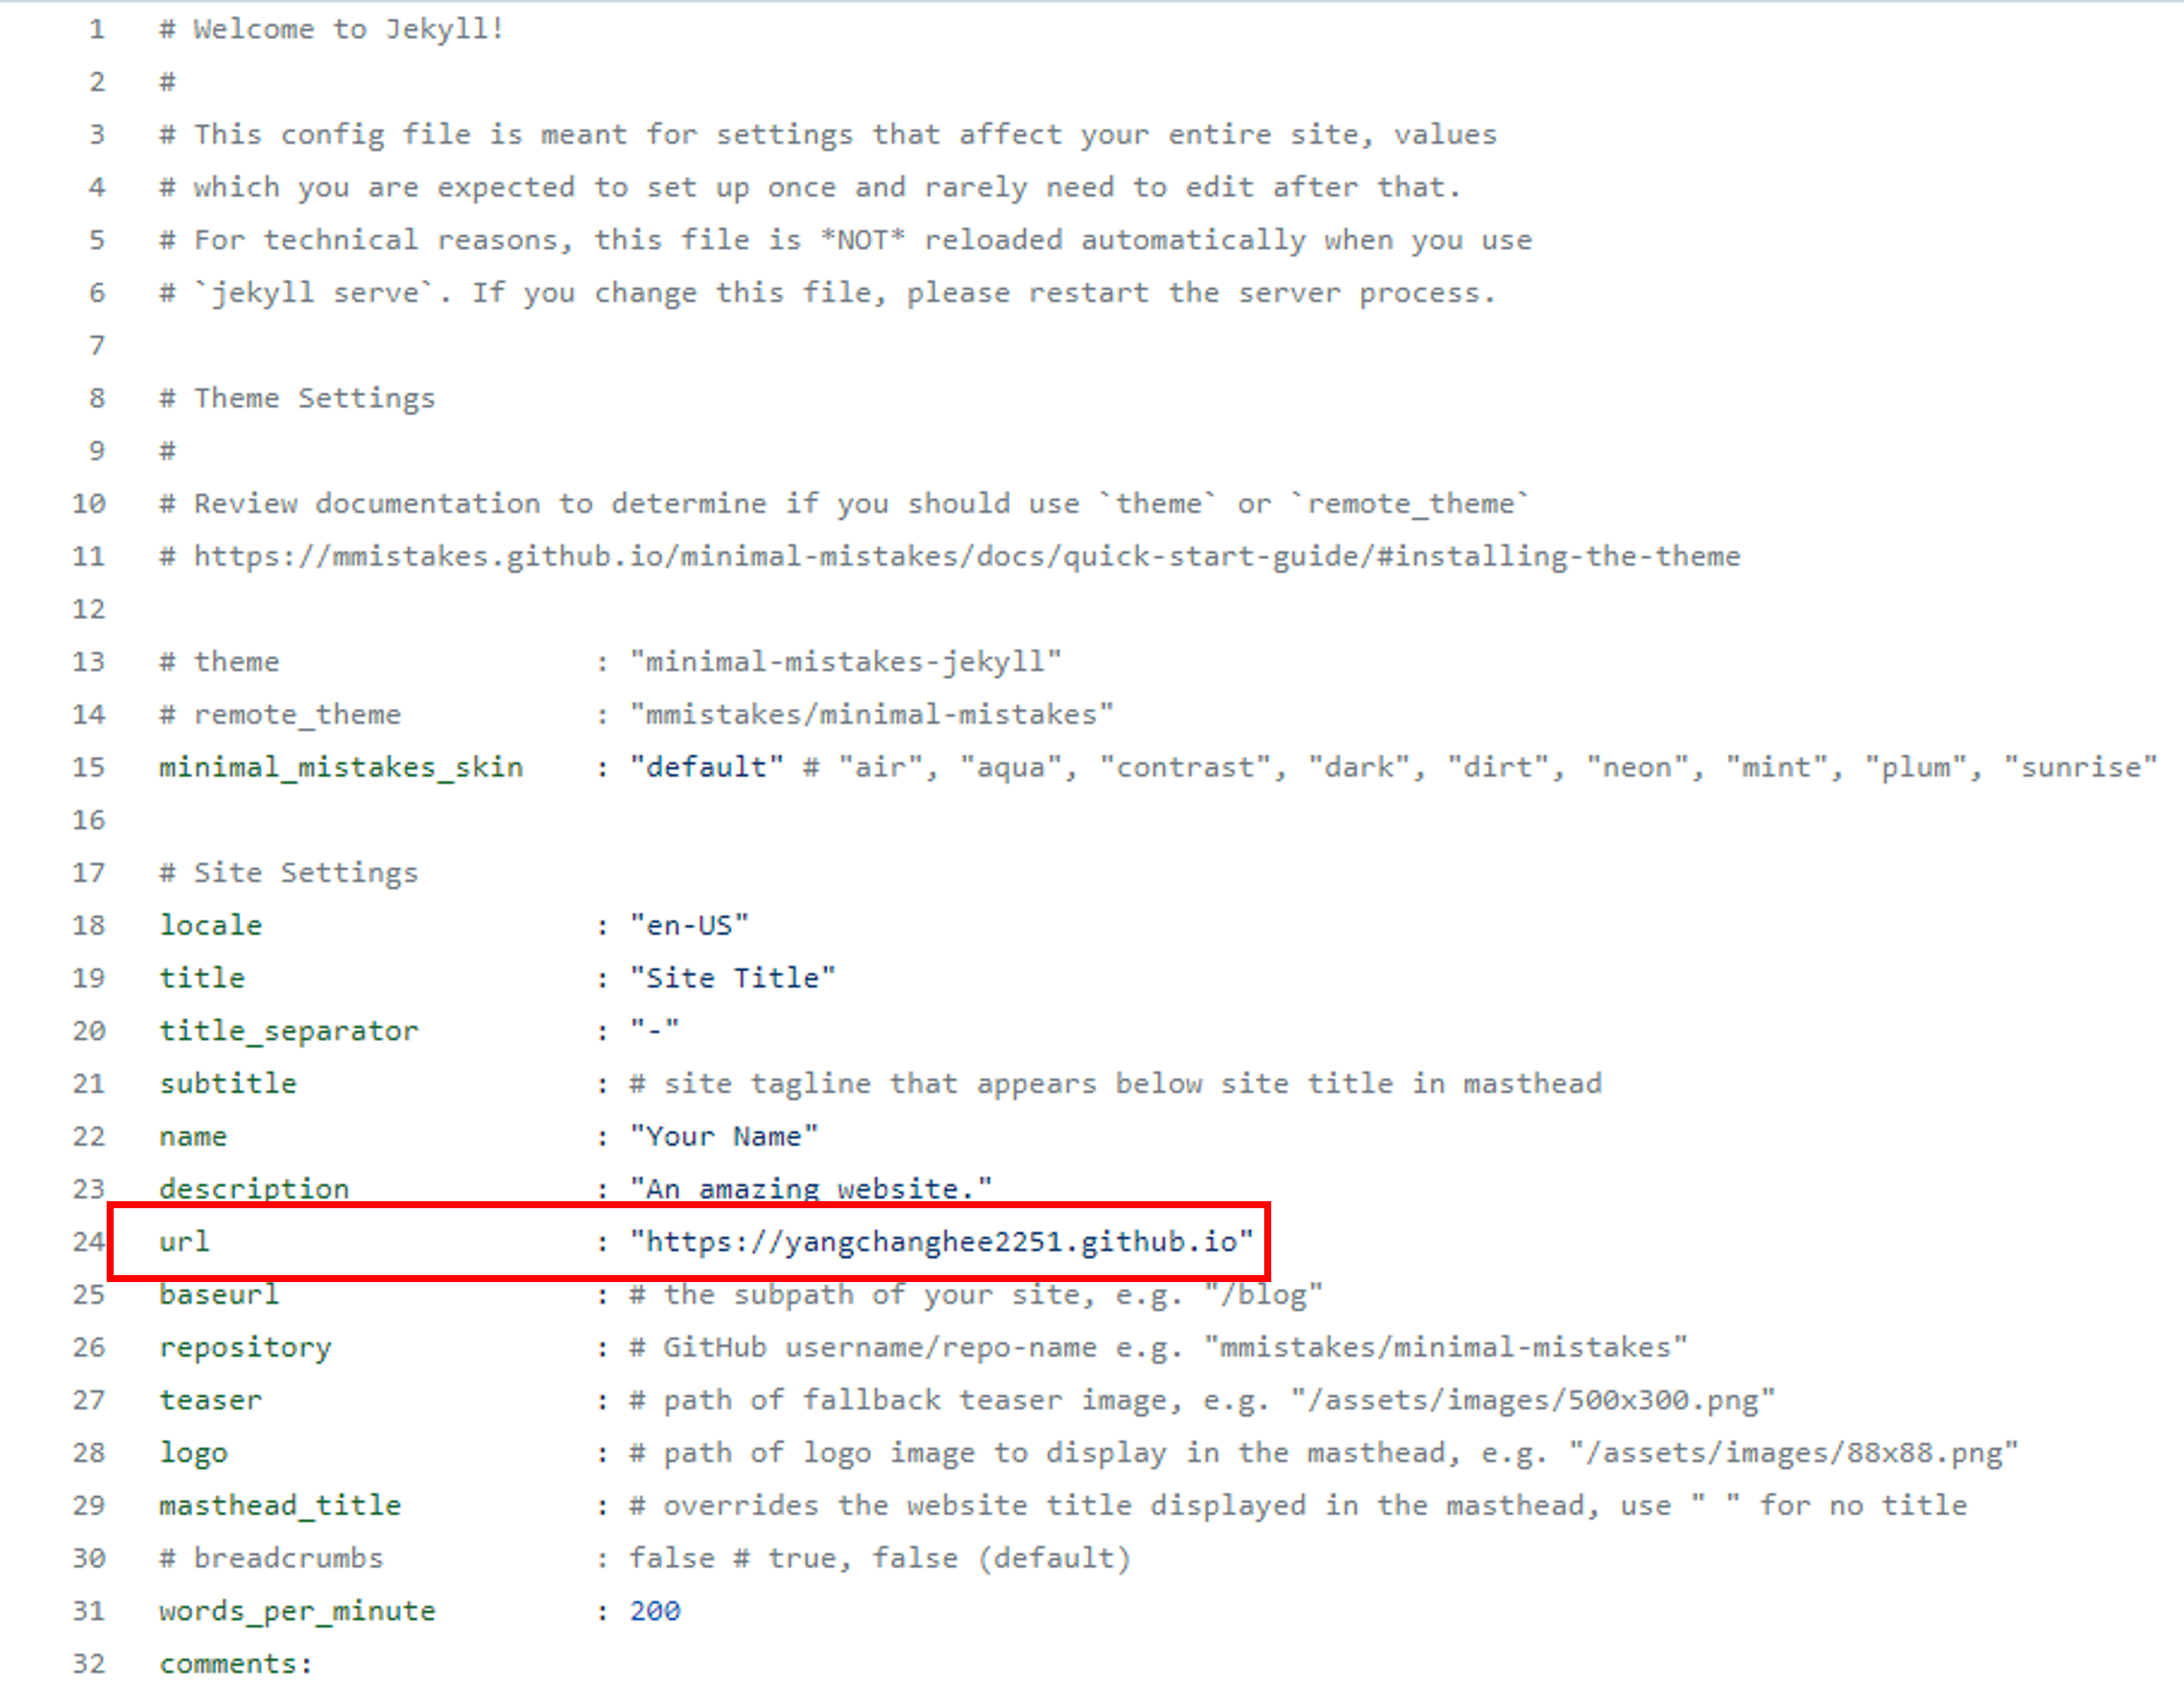 1 # Welcome to Jekyll!
2 #
3 # This config file is meant for settings that affect your entire site, values
4 # which you are expected to set up once and rarely need to edit after that.
5 # For technical reasons, this file is *NOT* reloaded automatically when you use
6 # `jekyll serve`. If you change this file, please restart the server process.
7
8 # Theme Settings
9 #
10 # Review documentation to determine if you should use `theme` or `remote_theme`
11 # https://mmistakes.github.io/minimal-mistakes/docs/quick-start-guide/#installing-the-theme
12
13 # theme : "minimal-mistakes-jekyll"
14 # remote_theme : "mmistakes/minimal-mistakes"
15 minimal_mistakes_skin : "default" # "air", "aqua", "contrast", "dark", "dirt", "neon", "mint", "plum", "sunrise"
16
17 # Site Settings
18 locale : "en-US"
19 title : "Site Title"
20 title_separator : "-"
21 subtitle : # site tagline that appears below site title in masthead
22 name : "Your Name"
23 description : "An amazing website."
24 url : "https://yangchanghee2251.github.io"
25 baseurl : # the subpath of your site, e.g. "/blog"
26 repository : # GitHub username/repo-name e.g. "mmistakes/minimal-mistakes"
27 teaser : # path of fallback teaser image, e.g. "/assets/images/500x300.png"
28 logo : # path of logo image to display in the masthead, e.g. "/assets/images/88x88.png"
29 masthead_title : # overrides the website title displayed in the masthead, use " " for no title
30 # breadcrumbs : false # true, false (default)
31 words_per_minute : 200
32 comments: